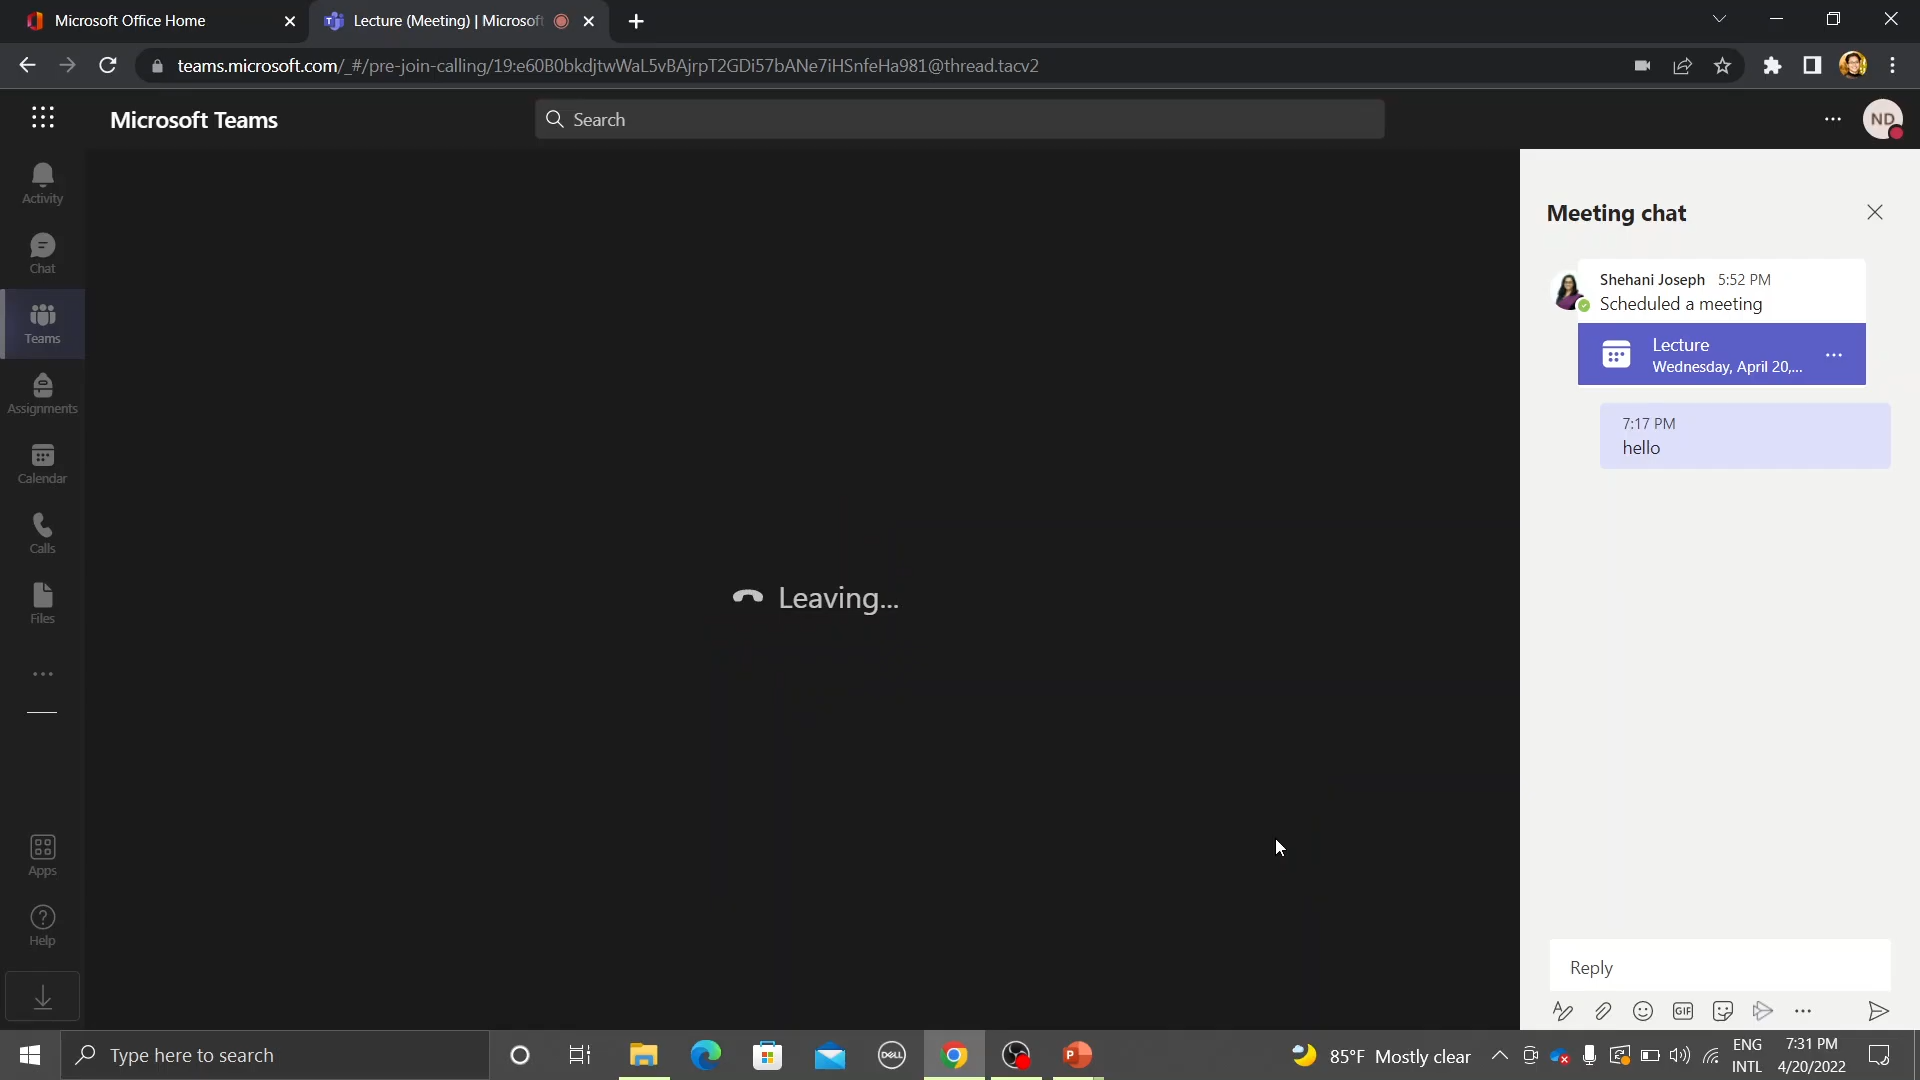 Microsoft Office Home
Lecture (Meeting) | Microsoft
teams.microsoft.com/_#/pre-join-calling/19:e60B0bkdjtwWaL5vBAjrpT2GDi57bANe7iHSnfeHa981@thread.tacv2
Microsoft Teams
Search
ND
Activity
Chat
Teams
Assignments
Calendar
Calls
Files
Apps
Help
Leaving...
Meeting chat
Shehani Joseph 5:52 PM
Scheduled a meeting
Lecture
Wednesday, April 20,...
7:17 PM
hello
Reply
GIF
Type here to search
DELL
P
85°F Mostly clear
ENG
INTL
7:31 PM
4/20/2022